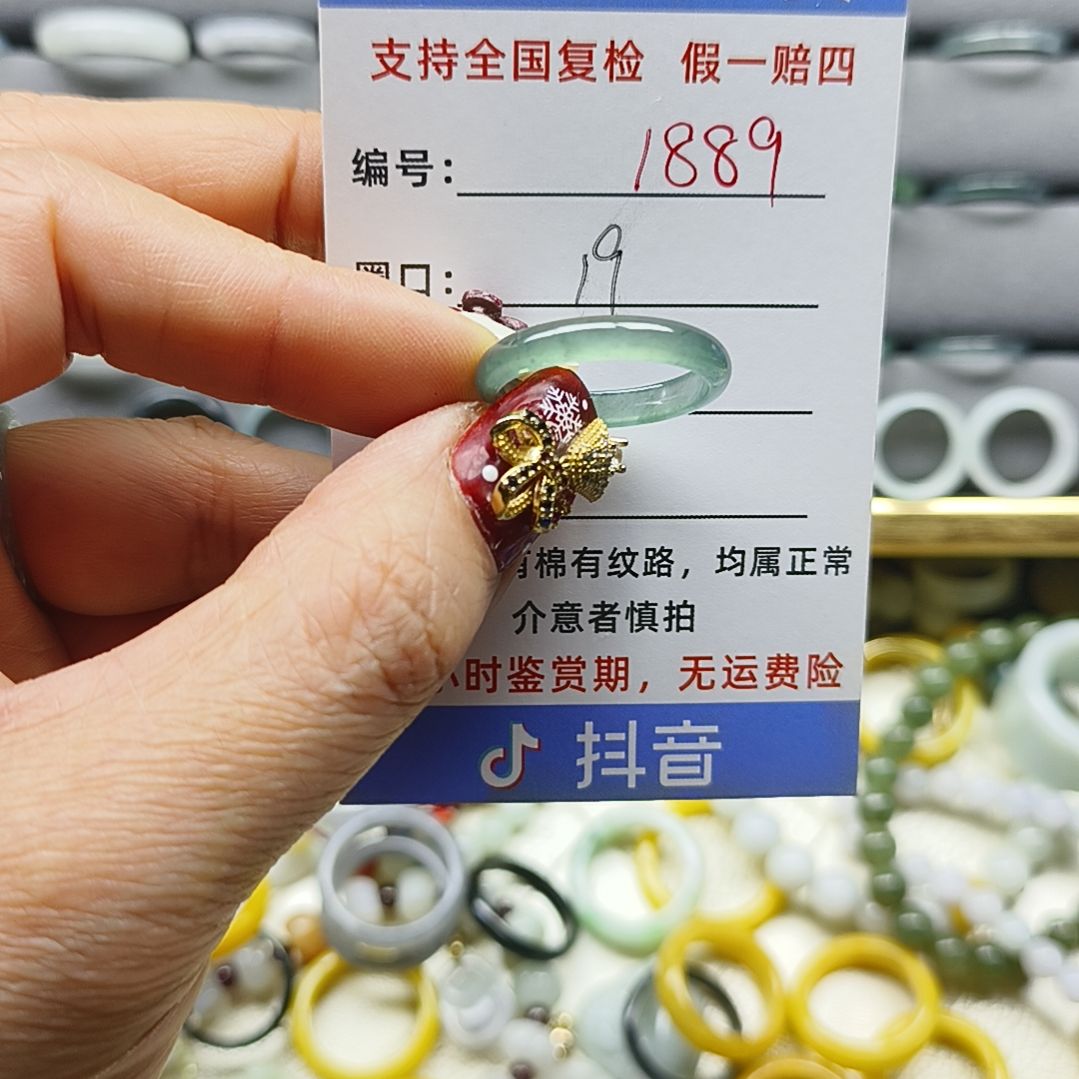 支持全国复检 假一赔四
编号: 1889
圈口: 19
有棉有纹路，均属正常
介意者慎拍
小时鉴赏期，无运费险
抖音